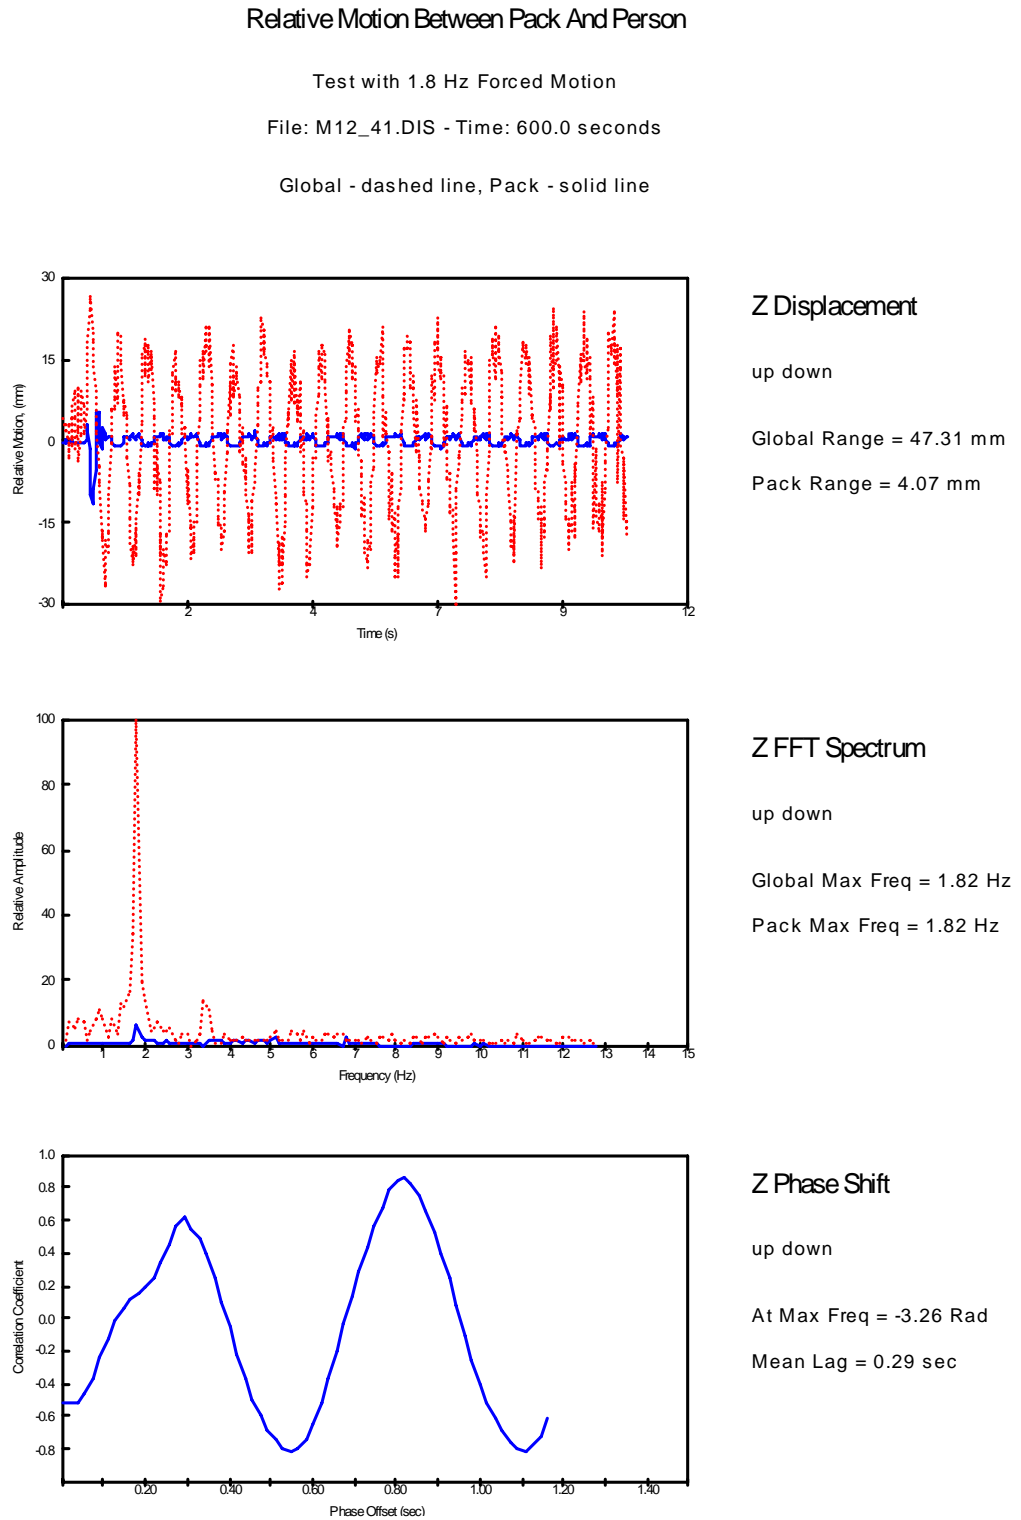 Relative Motion Between Pack And Person
Test with 1.8 Hz Forced Motion
File: M12_41.DIS - Time: 600.0 seconds
Global - dashed line, Pack - solid line
30
15
0
-15
-30
Relative Motion, (mm)
2
4
7
9
12
Time (s)
Z Displacement
up down
Global Range = 47.31 mm
Pack Range = 4.07 mm
100
80
60
40
20
0
Relative Amplitude
1
2
3
4
5
6
7
8
9
10
11
12
13
14
15
Frequency (Hz)
Z FFT Spectrum
up down
Global Max Freq = 1.82 Hz
Pack Max Freq = 1.82 Hz
1.0
0.8
0.6
0.4
0.2
0.0
-0.2
-0.4
-0.6
-0.8
Correlation Coefficient
0.20
0.40
0.60
0.80
1.00
1.20
1.40
Phase Offset (sec)
Z Phase Shift
up down
At Max Freq = -3.26 Rad
Mean Lag = 0.29 sec